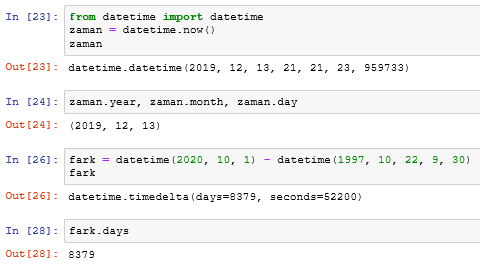 In [23]: from datetime import datetime
zaman = datetime.now()
zaman
Out[23]: datetime.datetime(2019, 12, 13, 21, 21, 23, 959733)
In [24]: zaman.year, zaman.month, zaman.day
Out[24]: (2019, 12, 13)
In [26]: fark = datetime(2020, 10, 1) - datetime(1997, 10, 22, 9, 30)
fark
Out[26]: datetime.timedelta(days=8379, seconds=52200)
In [28]: fark.days
Out[28]: 8379